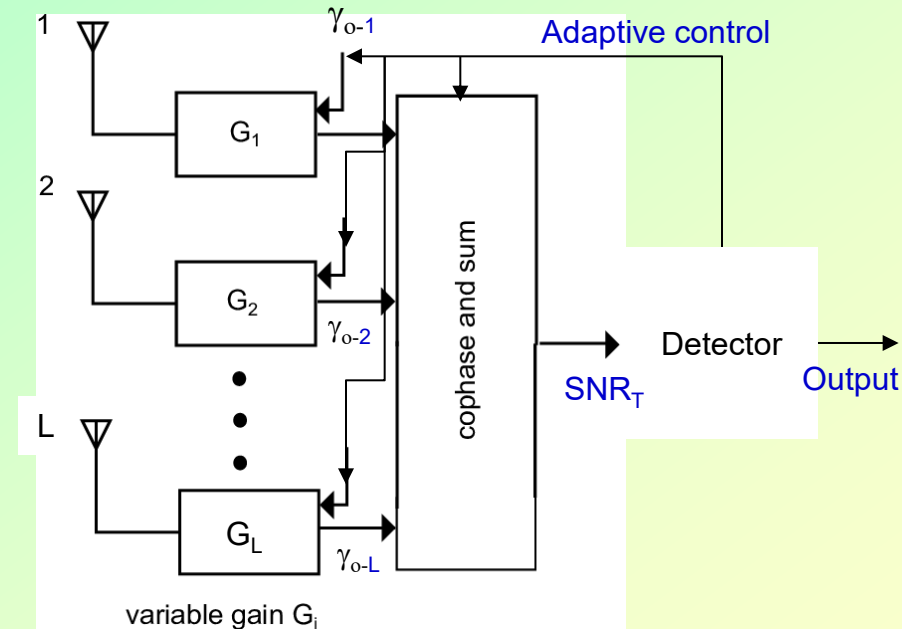 1
γo-1
Adaptive control
G1
2
G2
γo-2
cophase and sum
SNRT
Detector
Output
L
GL
γo-L
variable gain Gi